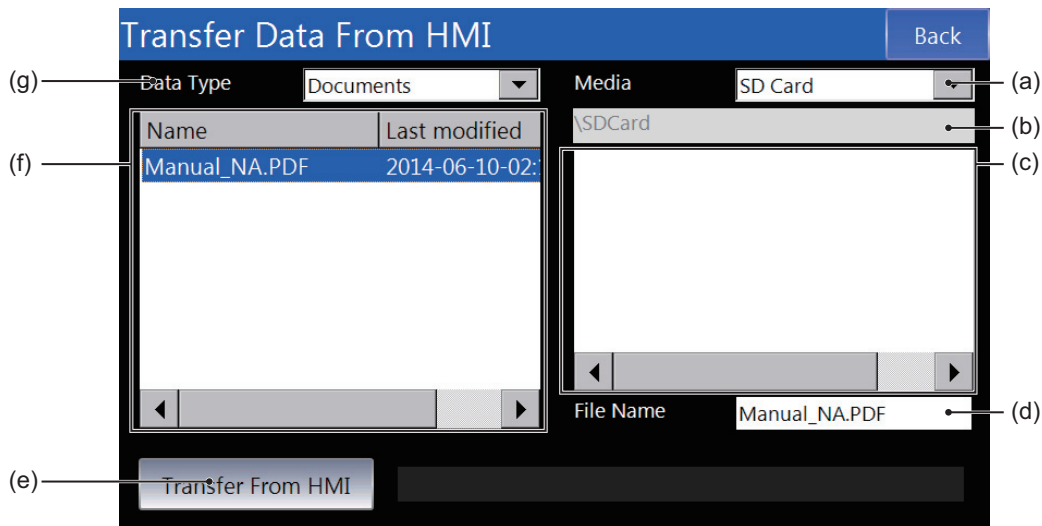 Transfer Data From HMI Back
(g) Data Type Documents Media SD Card (a)
Name Last modified \SDCard (b)
(f) Manual_NA.PDF 2014-06-10-02: (c)
File Name Manual_NA.PDF (d)
(e) Transfer From HMI